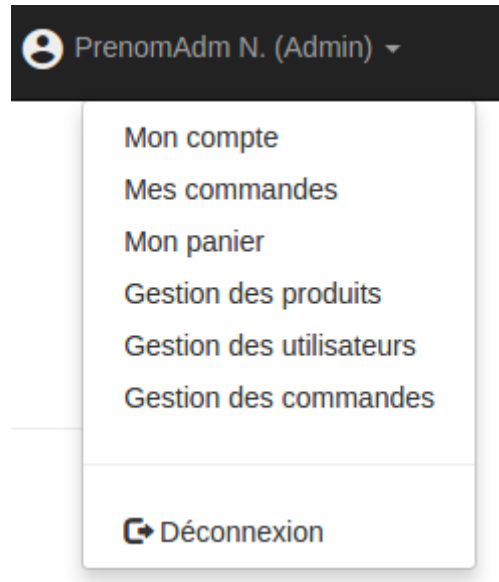 PrenomAdm N. (Admin)
Mon compte
Mes commandes
Mon panier
Gestion des produits
Gestion des utilisateurs
Gestion des commandes
Déconnexion